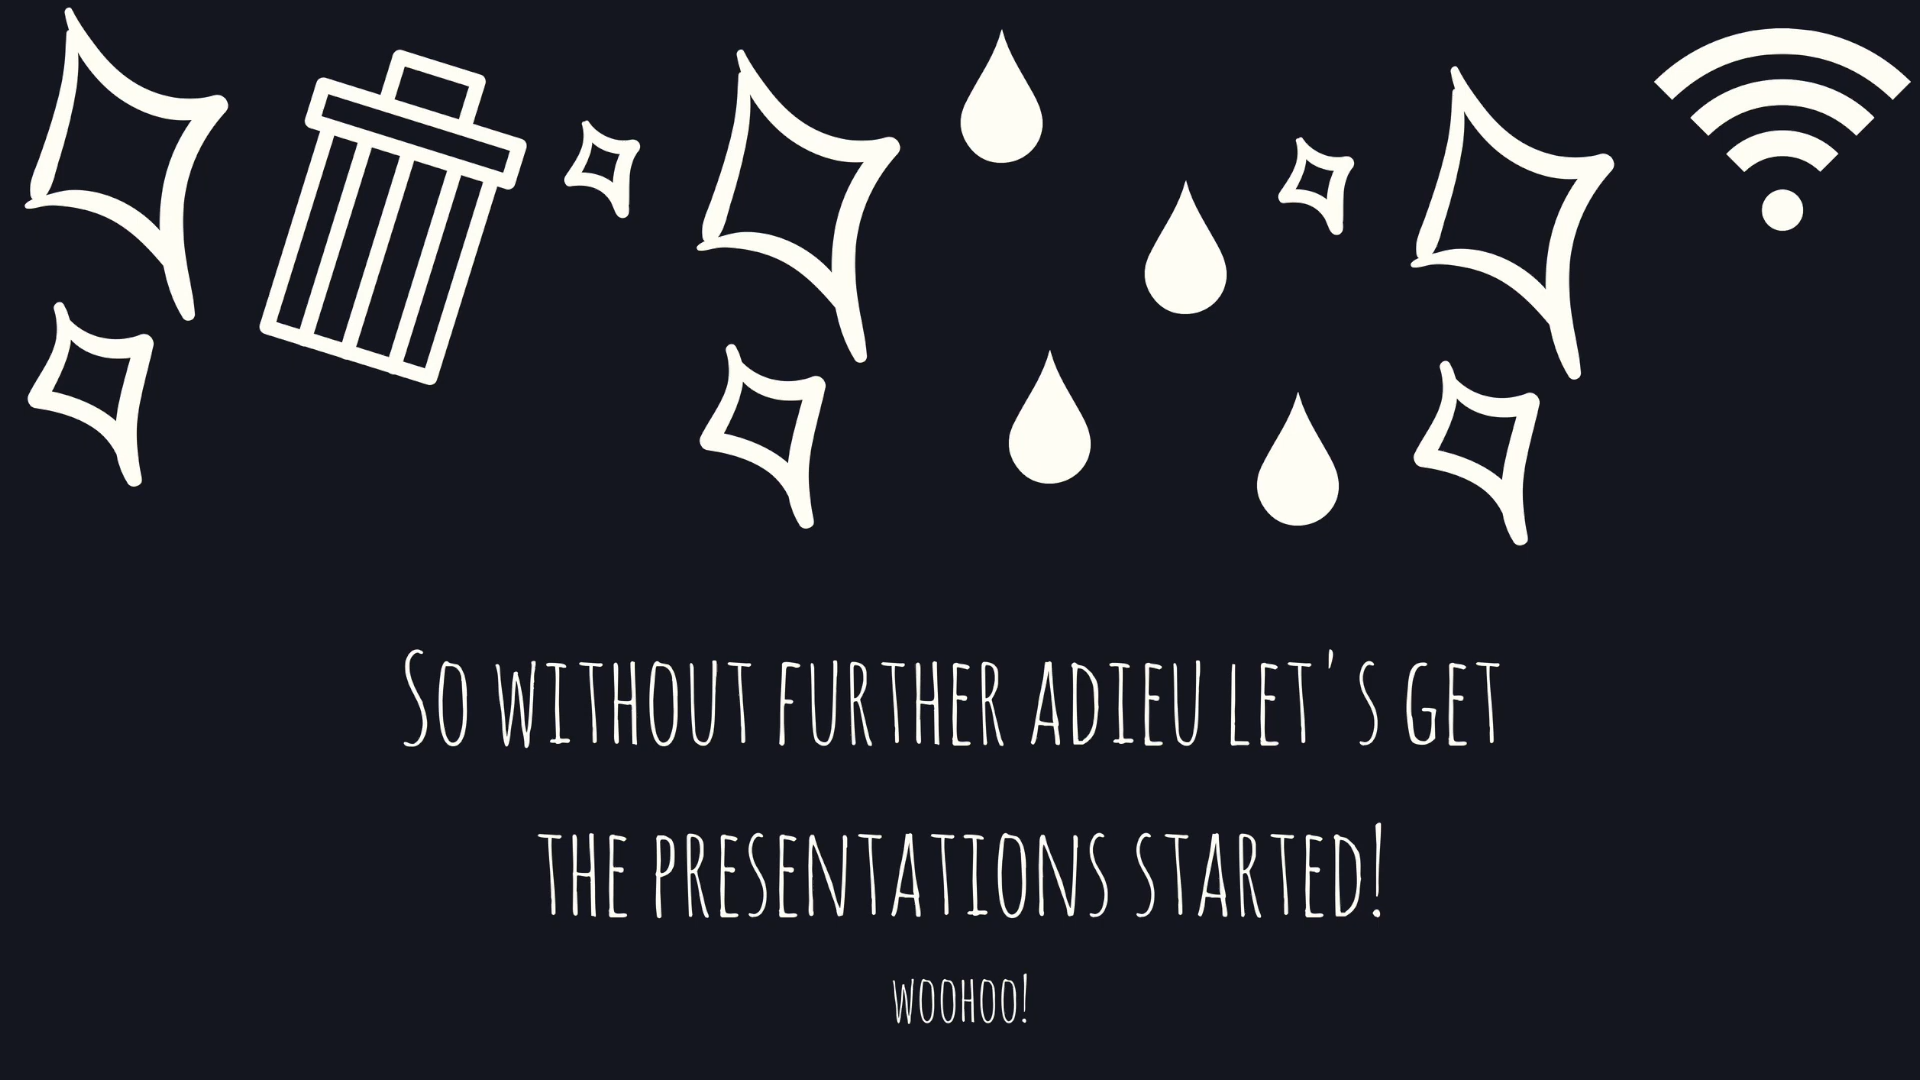 So without further adieu let's get
the presentations started!
woohoo!